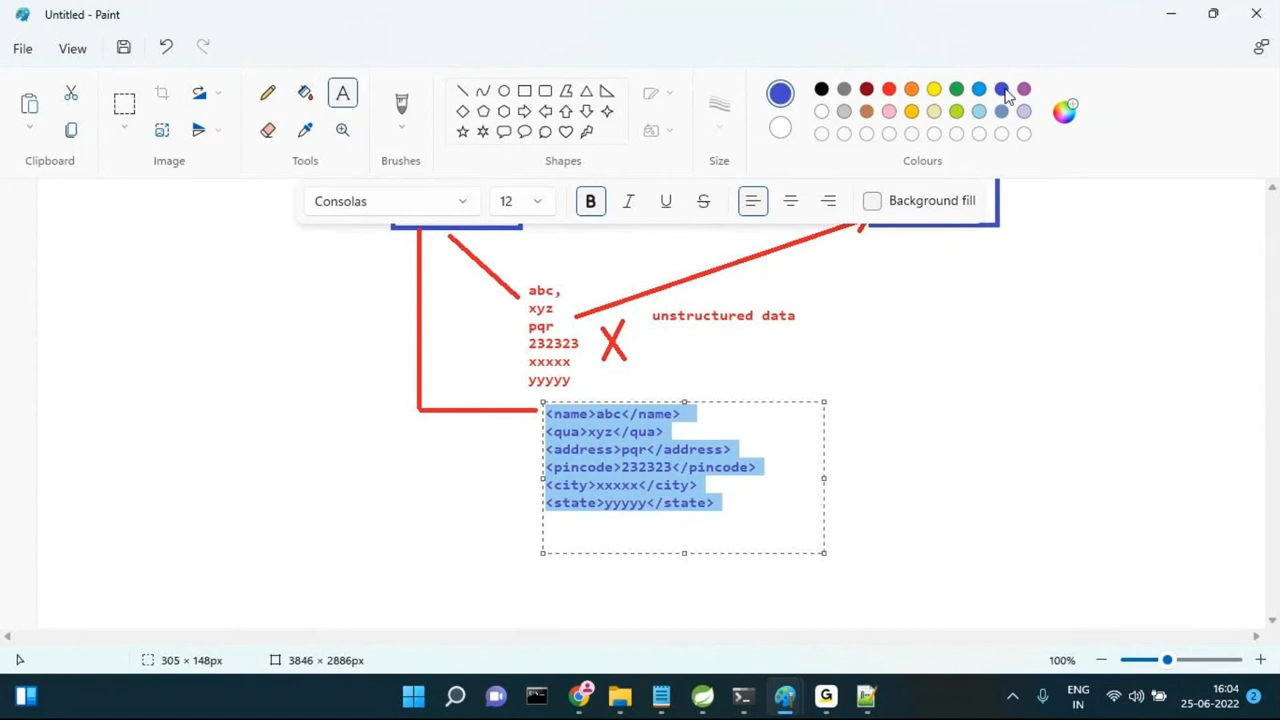 Untitled - Paint
File View
Clipboard Image Tools Brushes Shapes Size Colours
Consolas 12 B I U S Background fill
abc,
xyz
pqr
232323
xxxxx
yyyyy
unstructured data
<name>abc</name>
<qua>xyz</qua>
<address>pqr</address>
<pincode>232323</pincode>
<city>xxxxx</city>
<state>yyyyy</state>
305 × 148px 3846 × 2886px 100%
ENG
IN
16:04
25-06-2022
2